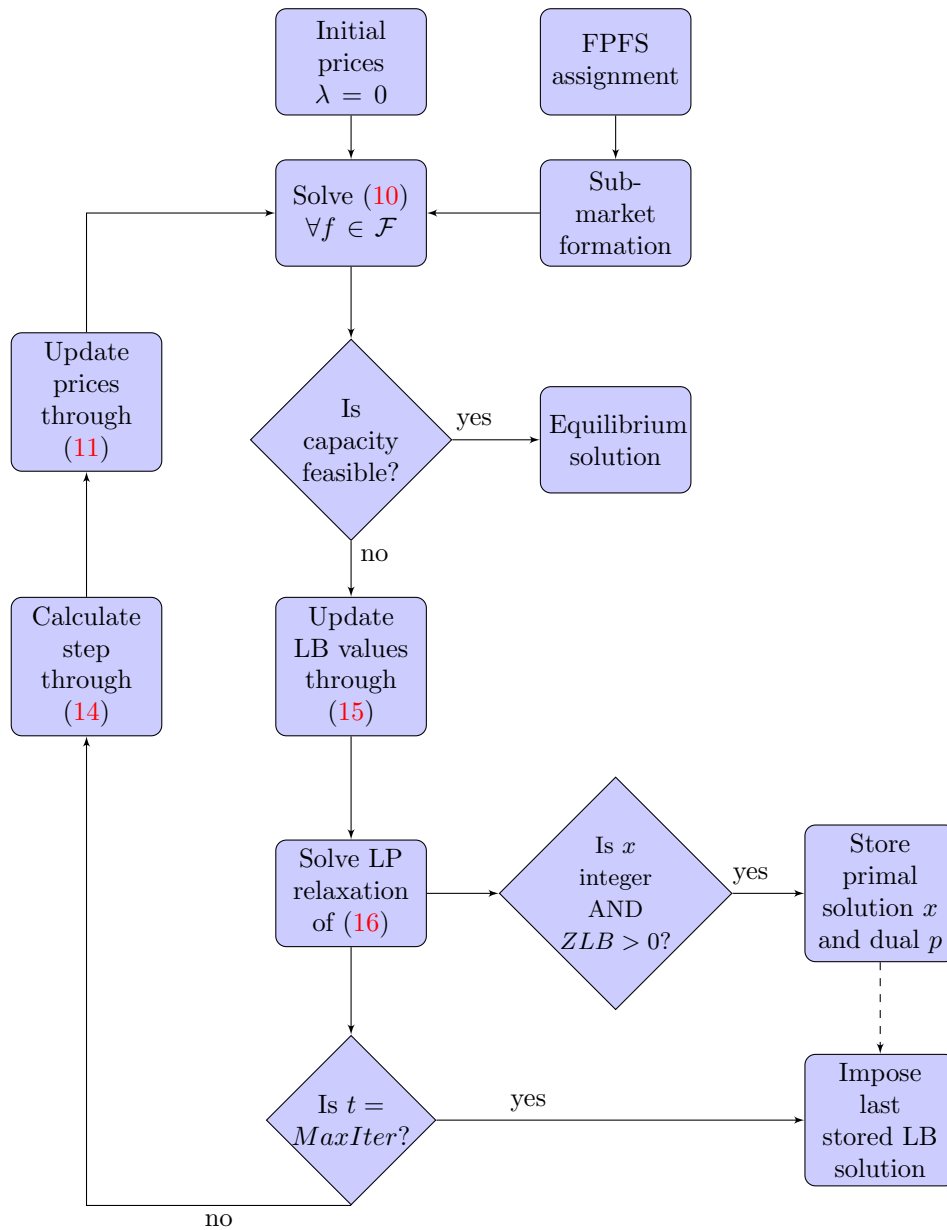 Initial
prices
λ = 0
FPFS
assignment
Solve (10)
∀f ∈ ℱ
Sub-
market
formation
Update
prices
through
(11)
Is
capacity
feasible?
yes
Equilibrium
solution
no
Calculate
step
through
(14)
Update
LB values
through
(15)
Solve LP
relaxation
of (16)
Is x
integer
AND
ZLB > 0?
yes
Store
primal
solution x
and dual p
Is t =
MaxIter?
yes
Impose
last
stored LB
solution
no